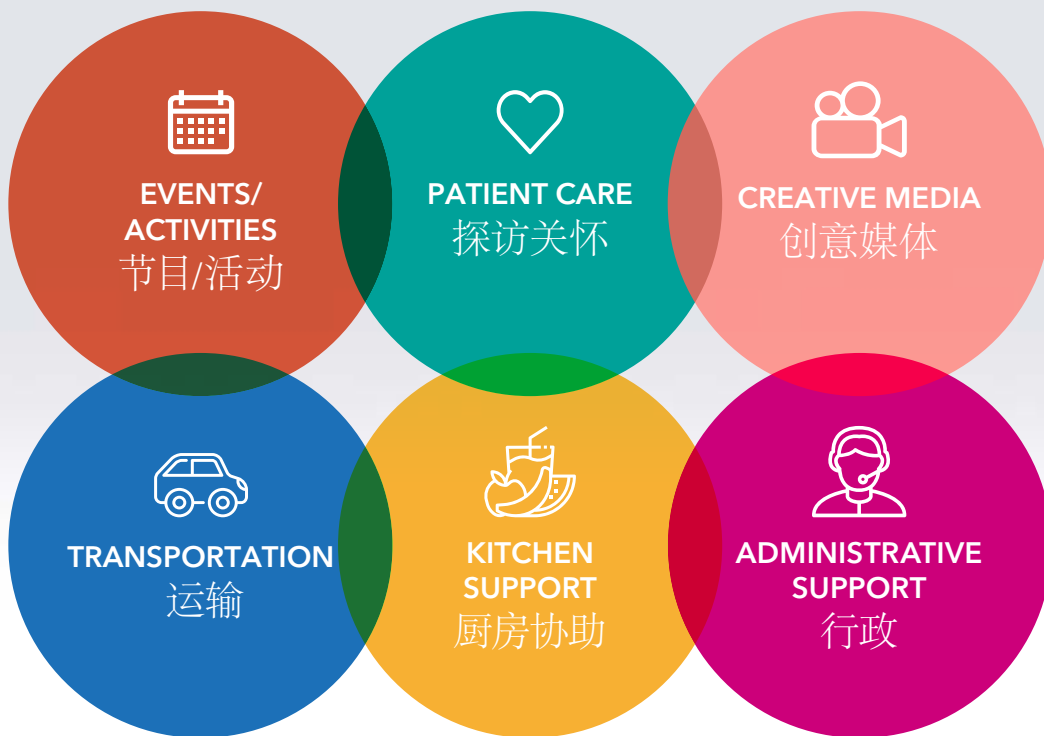 EVENTS/
ACTIVITIES
节目/活动
PATIENT CARE
探访关怀
CREATIVE MEDIA
创意媒体
TRANSPORTATION
运输
KITCHEN
SUPPORT
厨房协助
ADMINISTRATIVE
SUPPORT
行政